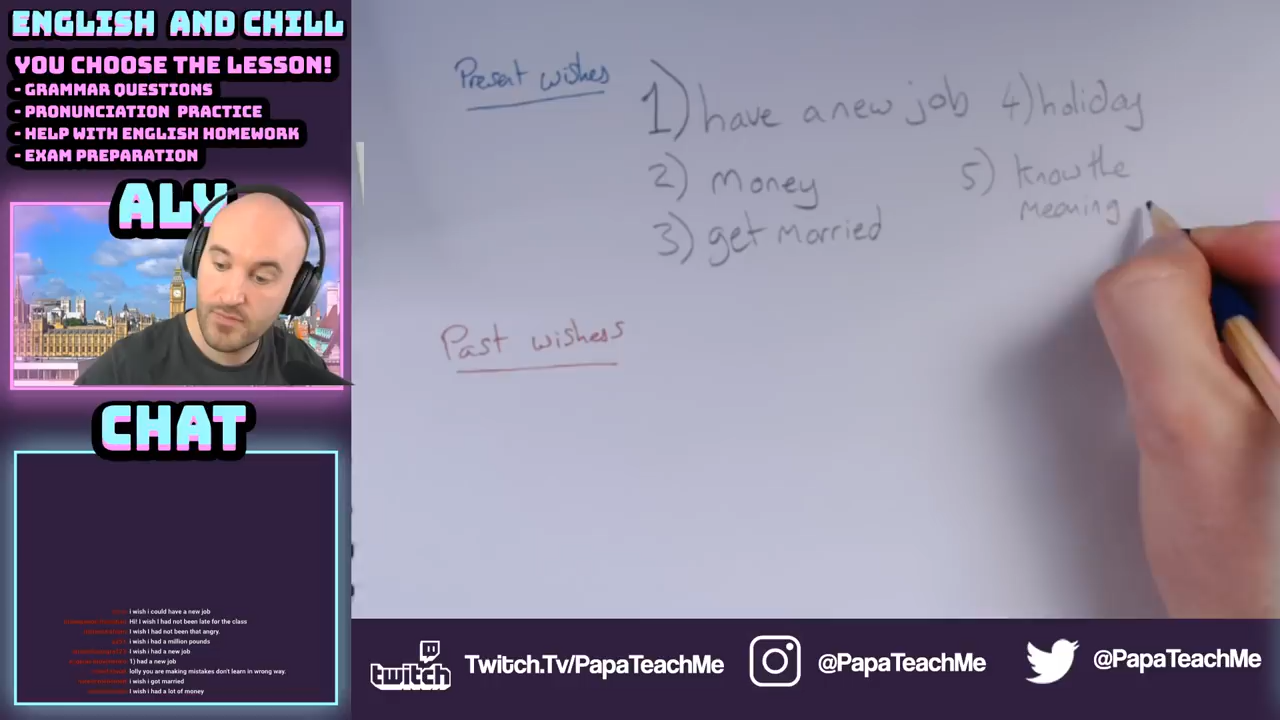 ENGLISH AND CHILL
YOU CHOOSE THE LESSON!
- GRAMMAR QUESTIONS
- PRONUNCIATION PRACTICE
- HELP WITH ENGLISH HOMEWORK
- EXAM PREPARATION
ALY
CHAT
i wish i could have a new job
Hi! I wish I had not been late for the class
I wish I had not been that angry.
i wish i had a million pounds
I wish i had a new job
1) had a new job
lolly you are making mistakes don't learn in wrong way.
i wish i got married
I wish i had a lot of money
Present wishes
1) have a new job
2) Money
3) get married
4) holiday
5) know the
meaning
Past wishess
twitch
Twitch.Tv/PapaTeachMe
@PapaTeachMe
@PapaTeachMe